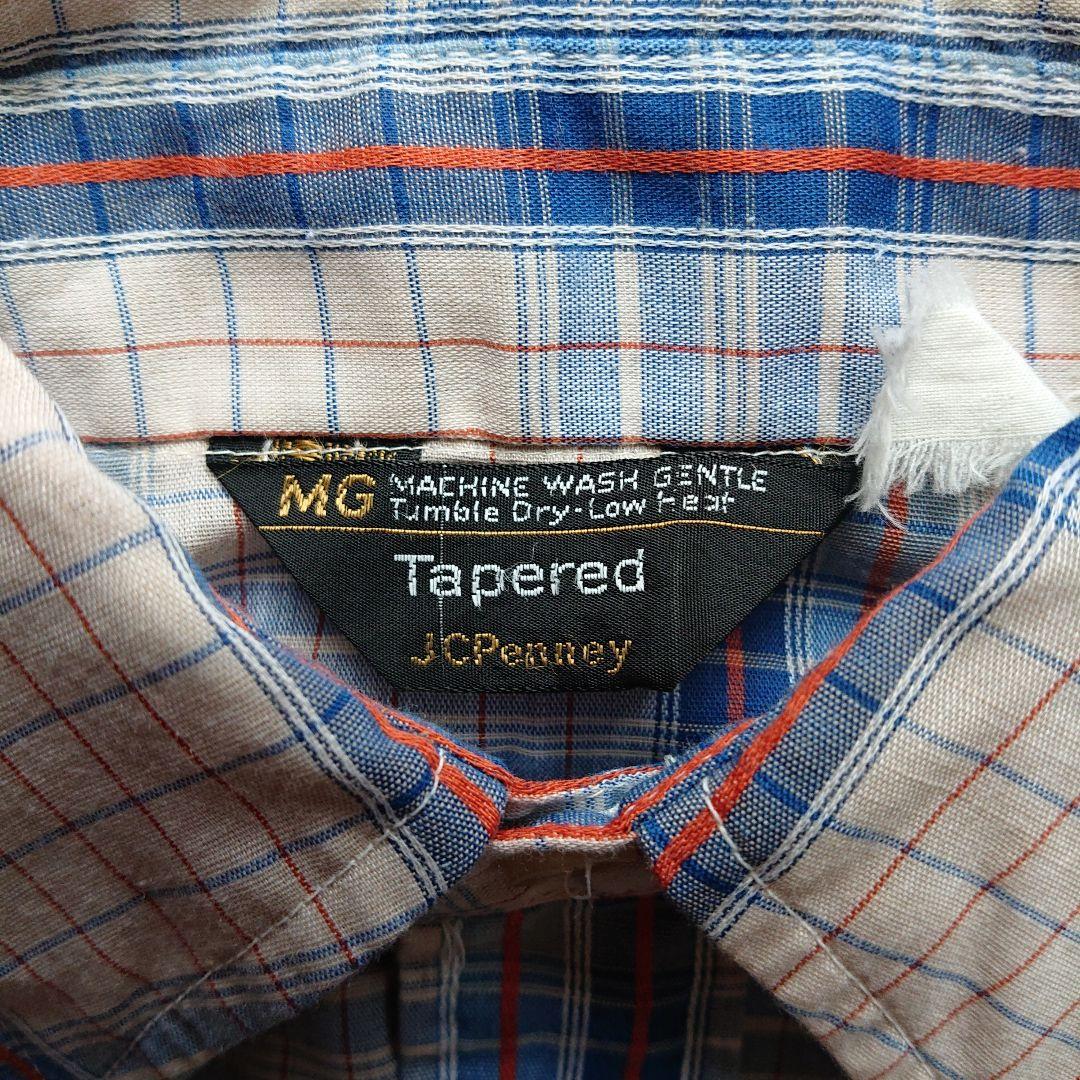 MG MACHINE WASH GENTLE
Tumble Dry-Low Heat
Tapered
JCPenney